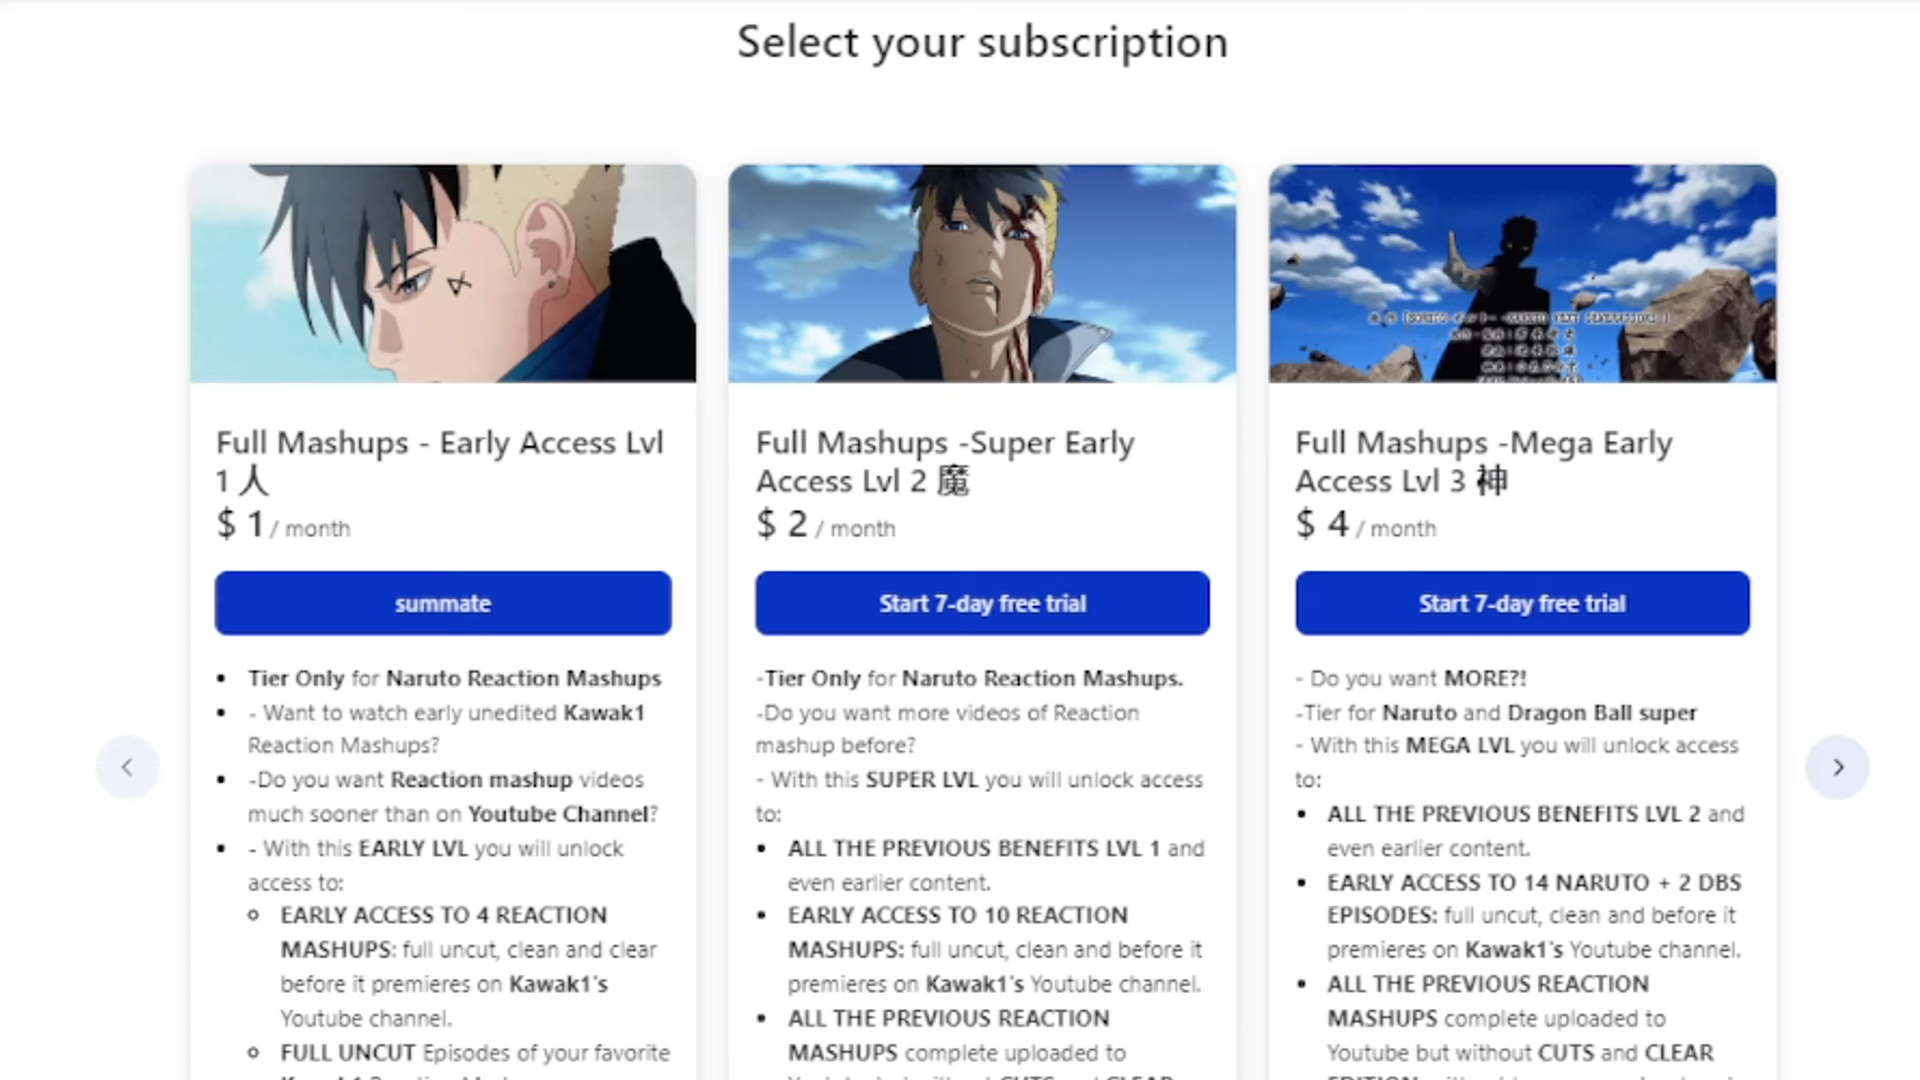 Select your subscription
Full Mashups - Early Access Lvl
1 人
$ 1 / month
summate
• Tier Only for Naruto Reaction Mashups
• - Want to watch early unedited Kawak1
Reaction Mashups?
• -Do you want Reaction mashup videos
much sooner than on Youtube Channel?
• - With this EARLY LVL you will unlock
access to:
○ EARLY ACCESS TO 4 REACTION
MASHUPS: full uncut, clean and clear
before it premieres on Kawak1's
Youtube channel.
○ FULL UNCUT Episodes of your favorite
Full Mashups -Super Early
Access Lvl 2 魔
$ 2 / month
Start 7-day free trial
-Tier Only for Naruto Reaction Mashups.
-Do you want more videos of Reaction
mashup before?
- With this SUPER LVL you will unlock access
to:
• ALL THE PREVIOUS BENEFITS LVL 1 and
even earlier content.
• EARLY ACCESS TO 10 REACTION
MASHUPS: full uncut, clean and before it
premieres on Kawak1's Youtube channel.
• ALL THE PREVIOUS REACTION
MASHUPS complete uploaded to
Full Mashups -Mega Early
Access Lvl 3 神
$ 4 / month
Start 7-day free trial
- Do you want MORE?!
-Tier for Naruto and Dragon Ball super
- With this MEGA LVL you will unlock access
to:
• ALL THE PREVIOUS BENEFITS LVL 2 and
even earlier content.
• EARLY ACCESS TO 14 NARUTO + 2 DBS
EPISODES: full uncut, clean and before it
premieres on Kawak1's Youtube channel.
• ALL THE PREVIOUS REACTION
MASHUPS complete uploaded to
Youtube but without CUTS and CLEAR